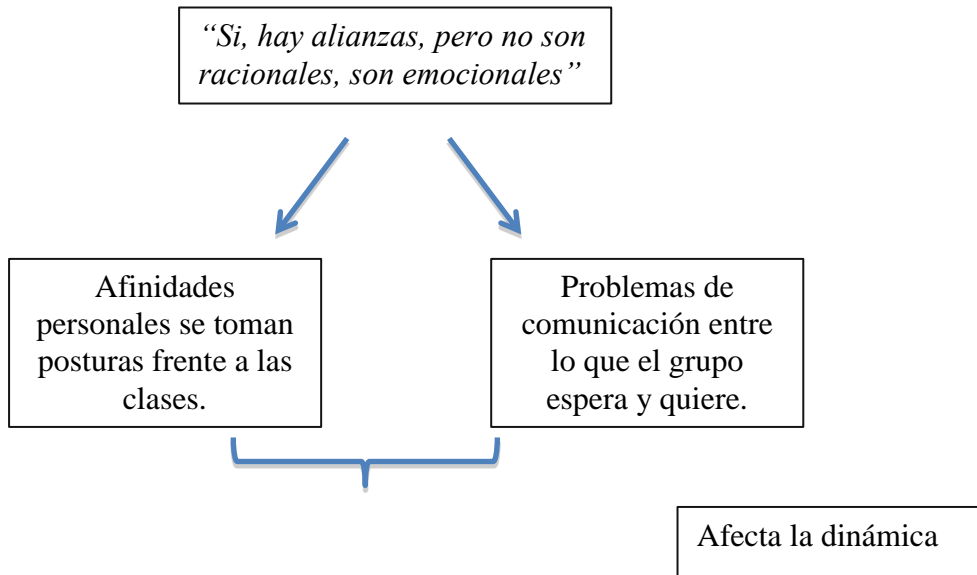 “Si, hay alianzas, pero no son
racionales, son emocionales”
Afinidades
personales se toman
posturas frente a las
clases.
Problemas de
comunicación entre
lo que el grupo
espera y quiere.
Afecta la dinámica